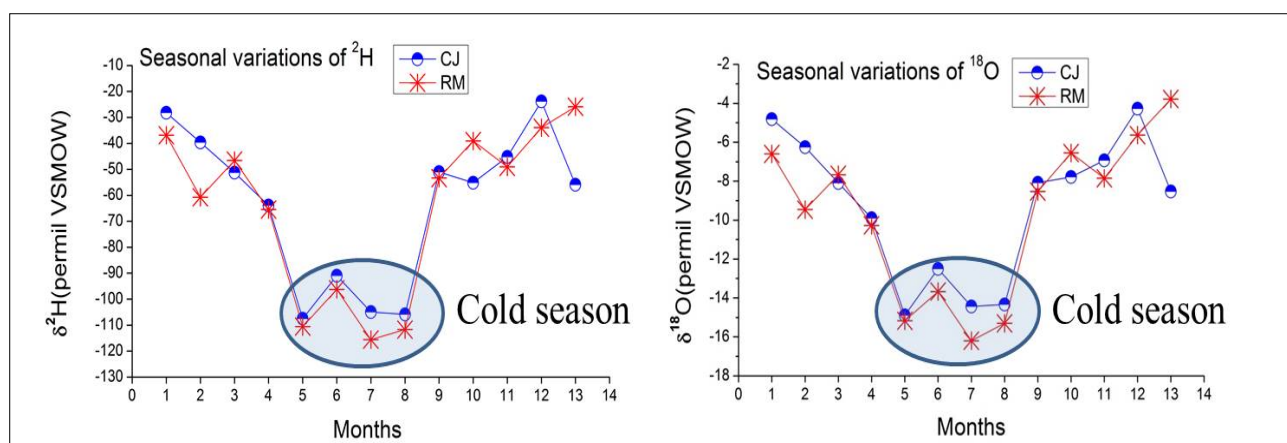 Seasonal variations of ²H
CJ
RM
-10
-20
-30
-40
-50
-60
-70
-80
-90
-100
-110
-120
-130
δ²H(permil VSMOW)
Cold season
0 1 2 3 4 5 6 7 8 9 10 11 12 13 14
Months
Seasonal variations of ¹⁸O
CJ
RM
-2
-4
-6
-8
-10
-12
-14
-16
-18
δ¹⁸O(permil VSMOW)
Cold season
0 1 2 3 4 5 6 7 8 9 10 11 12 13 14
Months